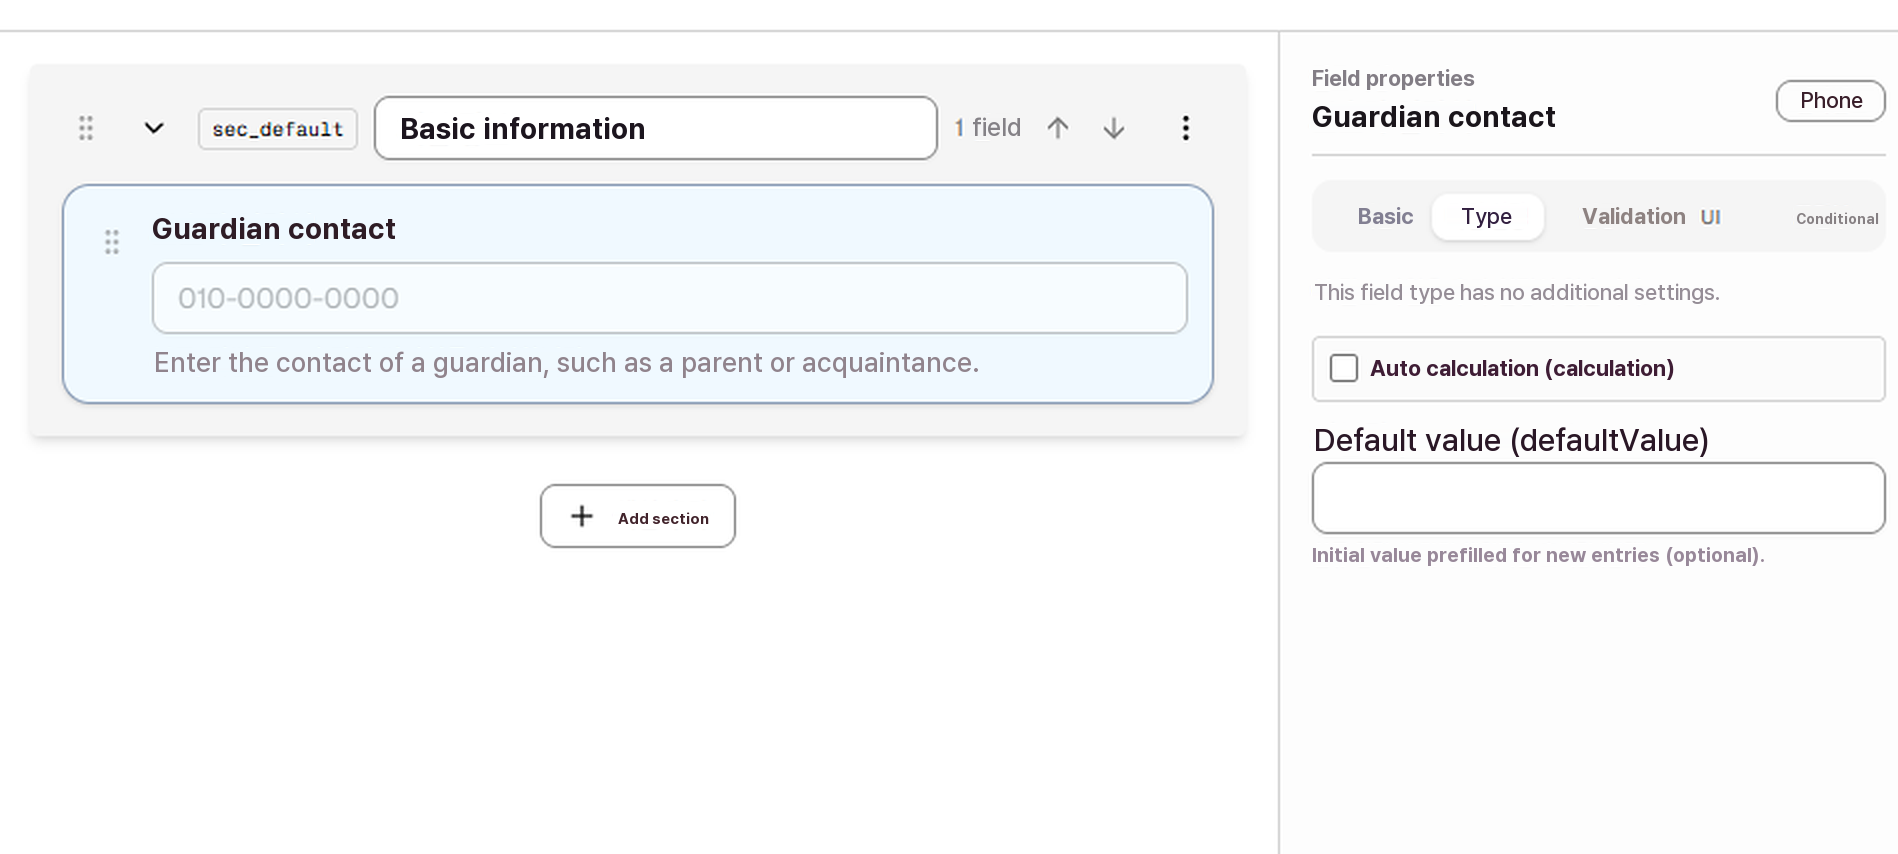 sec_default
Basic information
1 field
Guardian contact
010-0000-0000
Enter the contact of a guardian, such as a parent or acquaintance.
Add section
Field properties
Guardian contact
Phone
Basic Type Validation UI Conditional
This field type has no additional settings.
Auto calculation (calculation)
Default value (defaultValue)
Initial value prefilled for new entries (optional).